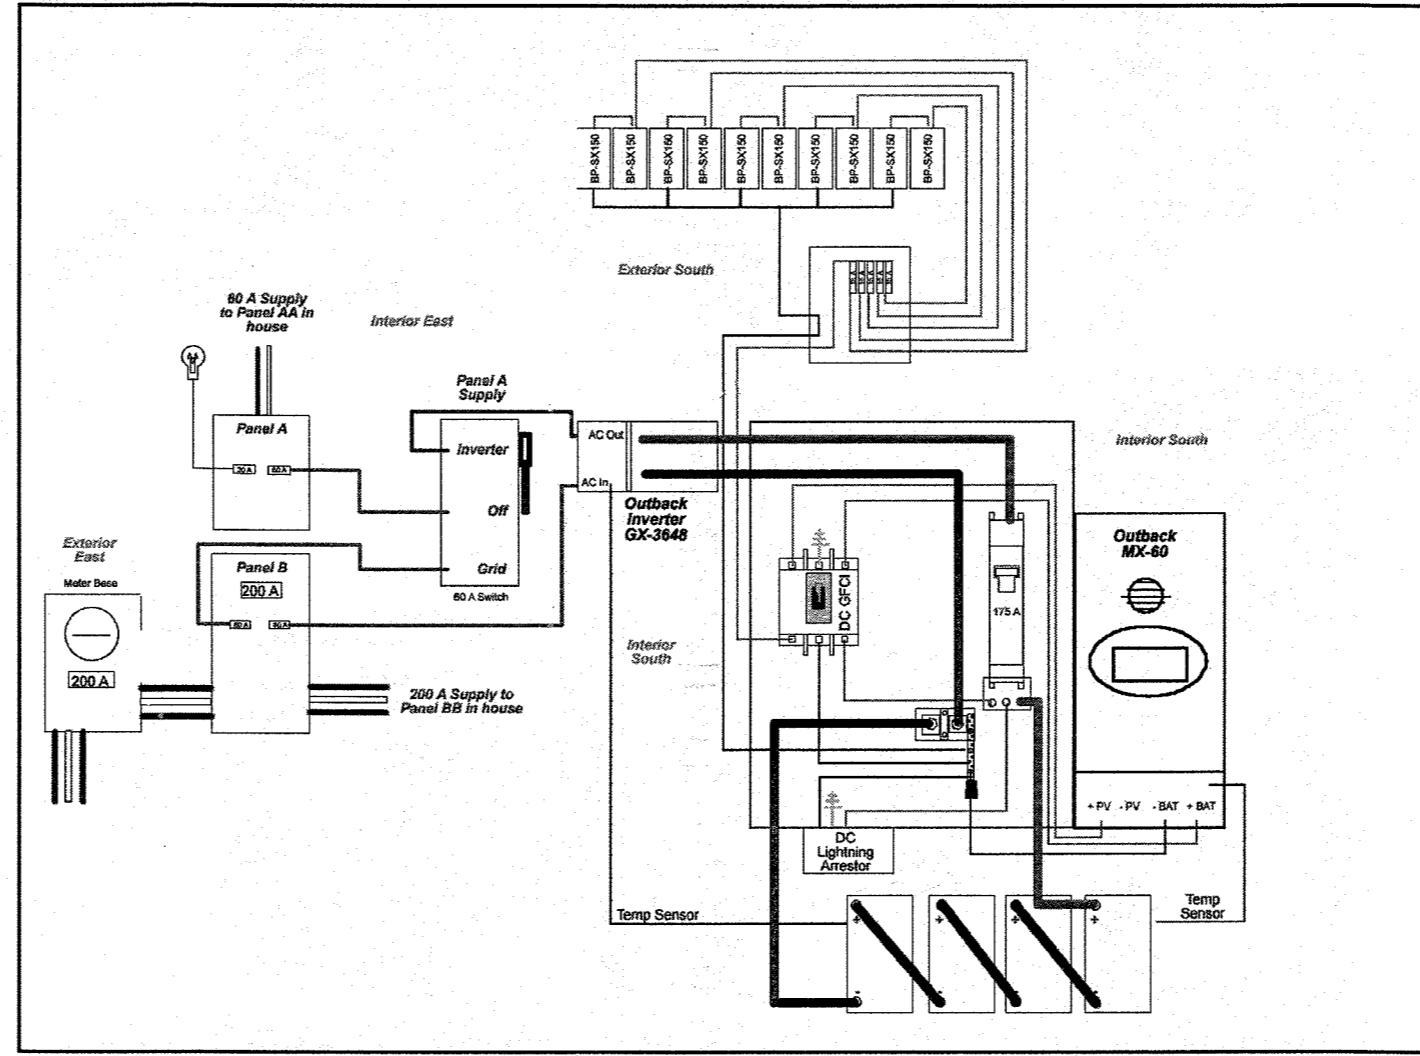 BP-SX150 BP-SX150 BP-SX150 BP-SX150 BP-SX150 BP-SX150 BP-SX150 BP-SX150 BP-SX150 BP-SX150
Exterior South
60 A Supply
to Panel AA in
house
Interior East
Panel A
Supply
Panel A
Inverter
Off
Grid
60 A Switch
AC Out
AC In
Outback
Inverter
GX-3648
Interior South
Exterior
East
Meter Base
200 A
Panel B
200 A
60 A
200 A Supply to
Panel BB in house
Interior
South
DC GFCI
175 A
Outback
MX-60
+ PV - PV - BAT + BAT
DC
Lightning
Arrestor
Temp Sensor
Temp
Sensor
+ + + +
- - - -